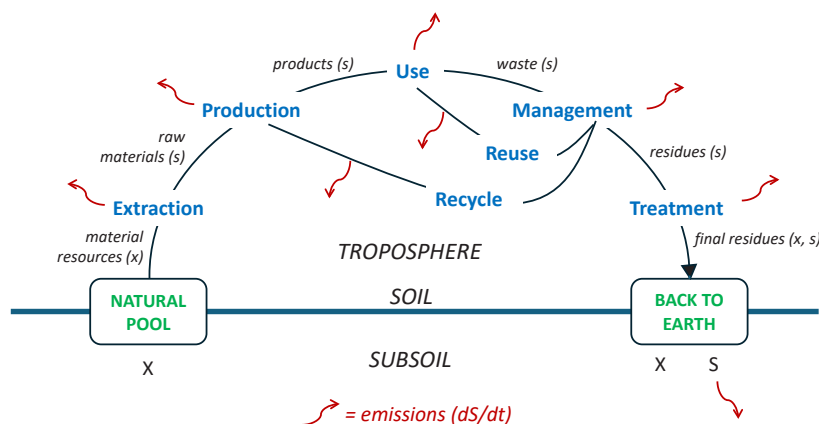 products (s)
Use
waste (s)
Production
Management
raw
materials (s)
Reuse
residues (s)
Recycle
Extraction
Treatment
material
resources (x)
final residues (x, s)
TROPOSPHERE
NATURAL
POOL
SOIL
BACK TO
EARTH
SUBSOIL
X
X
S
= emissions (dS/dt)